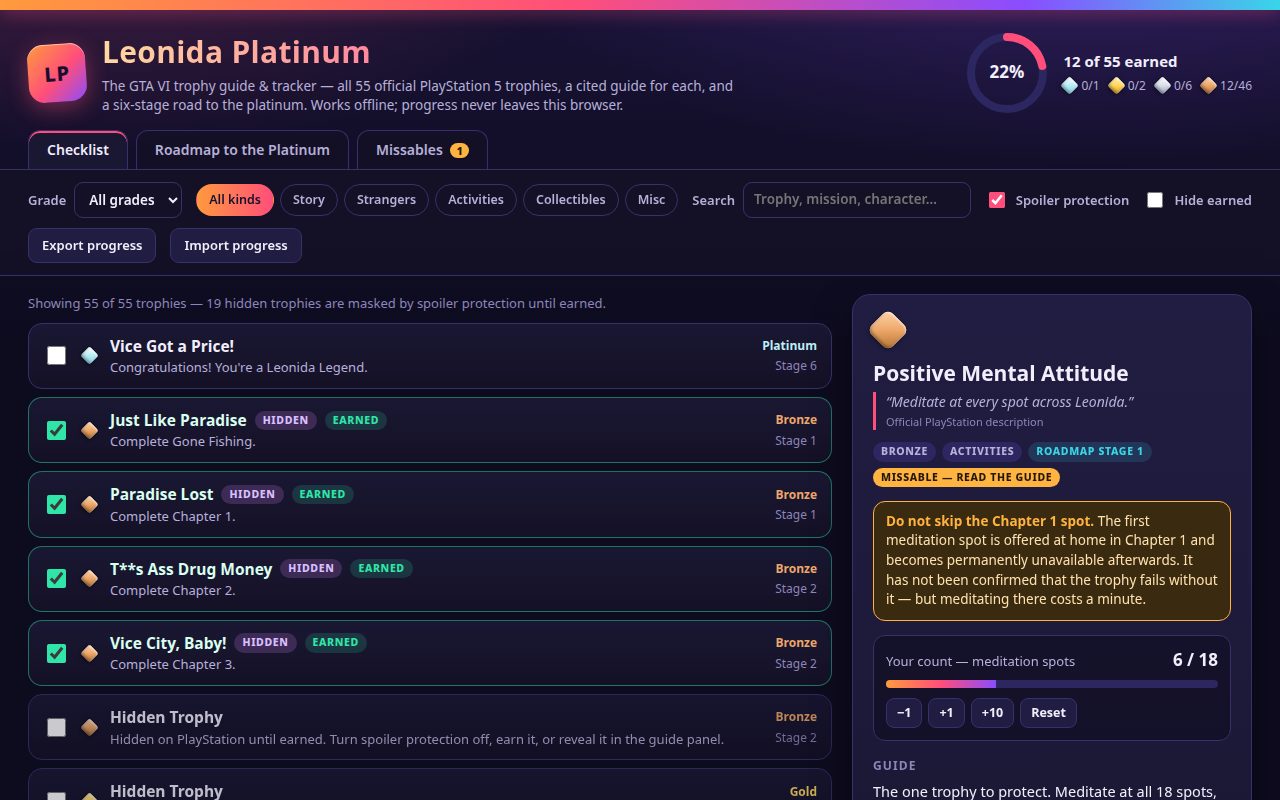 LP
Leonida Platinum
The GTA VI trophy guide & tracker — all 55 official PlayStation 5 trophies, a cited guide for each, and
a six-stage road to the platinum. Works offline; progress never leaves this browser.
22%
12 of 55 earned
0/1 0/2 0/6 12/46
Checklist Roadmap to the Platinum Missables 1
Grade All grades All kinds Story Strangers Activities Collectibles Misc Search Trophy, mission, character... Spoiler protection Hide earned
Export progress Import progress
Showing 55 of 55 trophies — 19 hidden trophies are masked by spoiler protection until earned.
Vice Got a Price!
Congratulations! You're a Leonida Legend.
Platinum
Stage 6
Just Like Paradise HIDDEN EARNED
Complete Gone Fishing.
Bronze
Stage 1
Paradise Lost HIDDEN EARNED
Complete Chapter 1.
Bronze
Stage 1
T**s Ass Drug Money HIDDEN EARNED
Complete Chapter 2.
Bronze
Stage 2
Vice City, Baby! HIDDEN EARNED
Complete Chapter 3.
Bronze
Stage 2
Hidden Trophy
Hidden on PlayStation until earned. Turn spoiler protection off, earn it, or reveal it in the guide panel.
Bronze
Stage 2
Hidden Trophy
Gold
Positive Mental Attitude
“Meditate at every spot across Leonida.”
Official PlayStation description
BRONZE ACTIVITIES ROADMAP STAGE 1
MISSABLE — READ THE GUIDE
Do not skip the Chapter 1 spot. The first
meditation spot is offered at home in Chapter 1 and
becomes permanently unavailable afterwards. It
has not been confirmed that the trophy fails without
it — but meditating there costs a minute.
Your count — meditation spots 6 / 18
−1 +1 +10 Reset
GUIDE
The one trophy to protect. Meditate at all 18 spots,